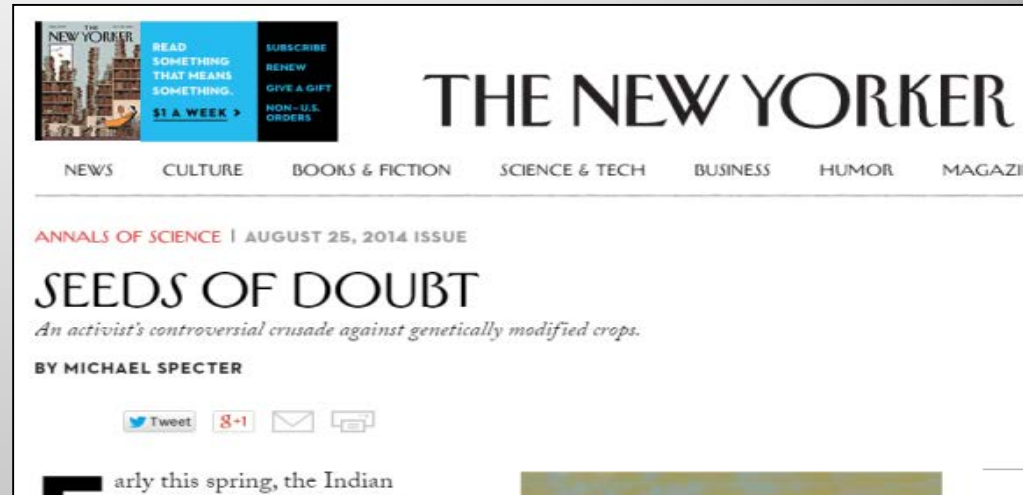 THE
NEW YORKER
READ
SOMETHING
THAT MEANS
SOMETHING.
$1 A WEEK >
SUBSCRIBE
RENEW
GIVE A GIFT
NON-U.S.
ORDERS
THE NEW YORKER
NEWS CULTURE BOOKS & FICTION SCIENCE & TECH BUSINESS HUMOR MAGAZI
ANNALS OF SCIENCE | AUGUST 25, 2014 ISSUE
SEEDS OF DOUBT
An activist's controversial crusade against genetically modified crops.
BY MICHAEL SPECTER
Tweet g+1
Early this spring, the Indian